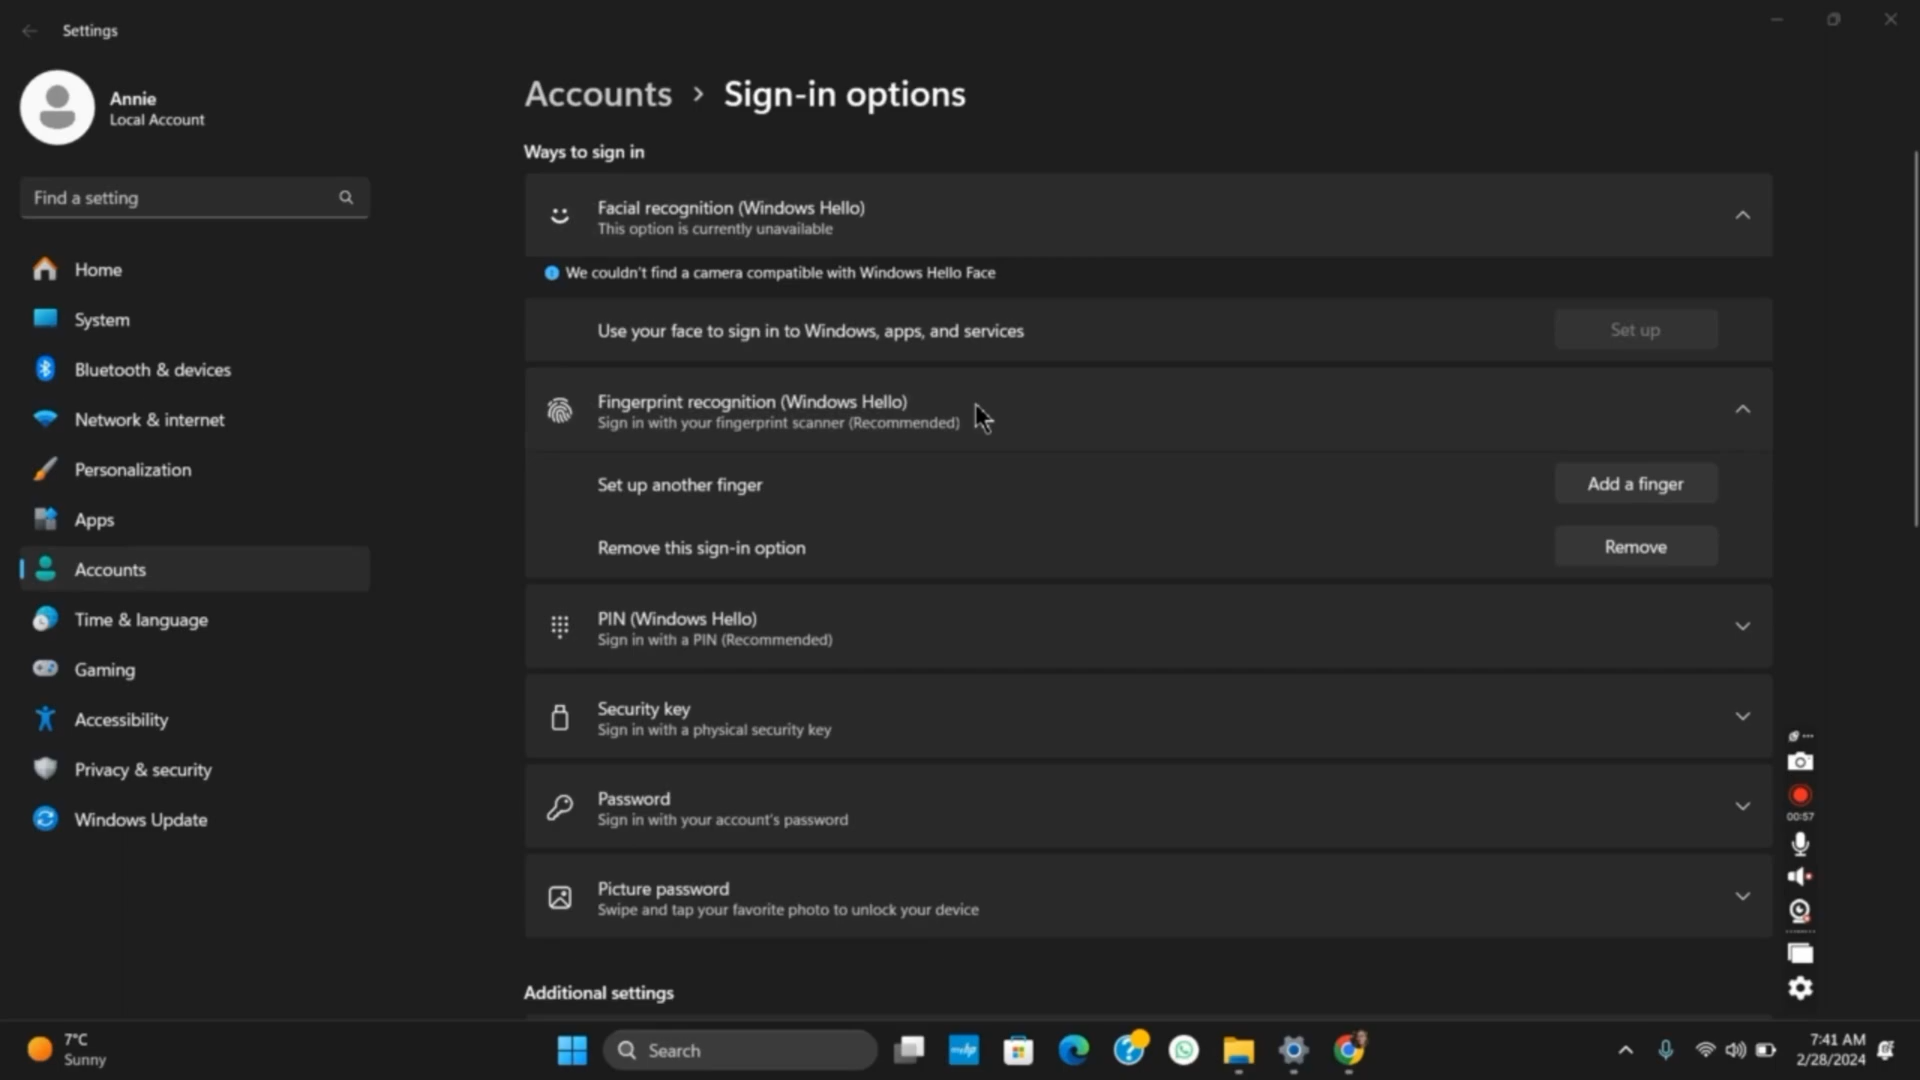 Settings
Annie
Local Account
Find a setting
Home
System
Bluetooth & devices
Network & internet
Personalization
Apps
Accounts
Time & language
Gaming
Accessibility
Privacy & security
Windows Update
Accounts > Sign-in options
Ways to sign in
Facial recognition (Windows Hello)
This option is currently unavailable
We couldn't find a camera compatible with Windows Hello Face
Use your face to sign in to Windows, apps, and services
Set up
Fingerprint recognition (Windows Hello)
Sign in with your fingerprint scanner (Recommended)
Set up another finger
Add a finger
Remove this sign-in option
Remove
PIN (Windows Hello)
Sign in with a PIN (Recommended)
Security key
Sign in with a physical security key
Password
Sign in with your account's password
Picture password
Swipe and tap your favorite photo to unlock your device
Additional settings
00:57
7°C
Sunny
Search
myhp
7:41 AM
2/28/2024